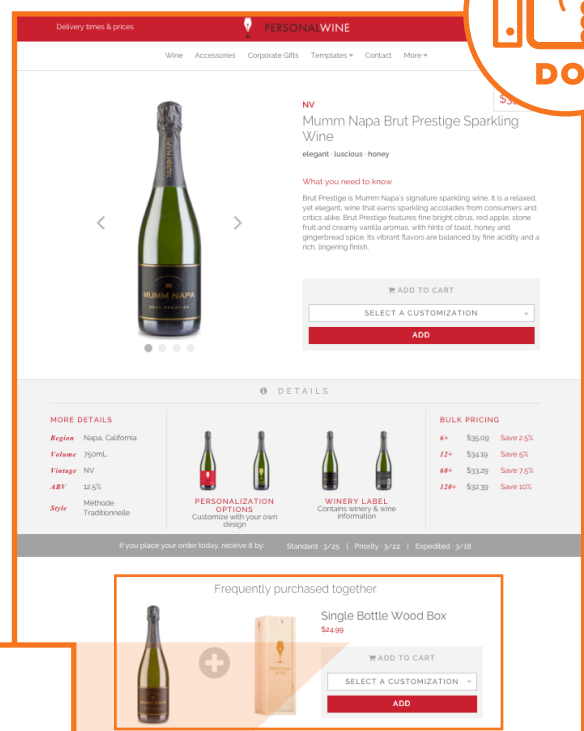 Delivery times & prices
PERSONALWINE
DO
Wine Accessories Corporate Gifts Templates Contact More
NV
Mumm Napa Brut Prestige Sparkling
Wine
elegant · luscious · honey
What you need to know
Brut Prestige is Mumm Napa's signature sparkling wine. It is a relaxed,
yet elegant, wine that earns sparkling accolades from consumers and
critics alike. Brut Prestige features fine bright citrus, red apple, stone
fruit and creamy vanilla aromas, with hints of toast, honey and
gingerbread spice. Its vibrant flavors are balanced by fine acidity and a
rich, lingering finish.
MUMM NAPA
BRUT PRESTIGE
ADD TO CART
SELECT A CUSTOMIZATION
ADD
DETAILS
MORE DETAILS
Region Napa, California
Volume 750mL
Vintage NV
ABV 12.5%
Style Méthode
Traditionnelle
PERSONALIZATION
OPTIONS
Customize with your own
design
WINERY LABEL
Contains winery & wine
information
BULK PRICING
6+ $35.09 Save 2.5%
12+ $34.19 Save 5%
60+ $33.29 Save 7.5%
120+ $32.39 Save 10%
If you place your order today, receive it by: Standard · 3/25 | Priority · 3/22 | Expedited · 3/18
Frequently purchased together
Single Bottle Wood Box
$24.99
PERSONAL
WINE
ADD TO CART
SELECT A CUSTOMIZATION
ADD